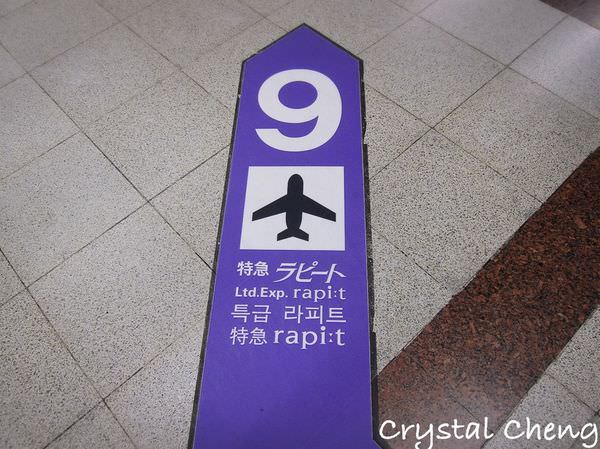 9
特急 ラピート
Ltd.Exp. rapi:t
특급 라피트
特急 rapi:t
Crystal Cheng